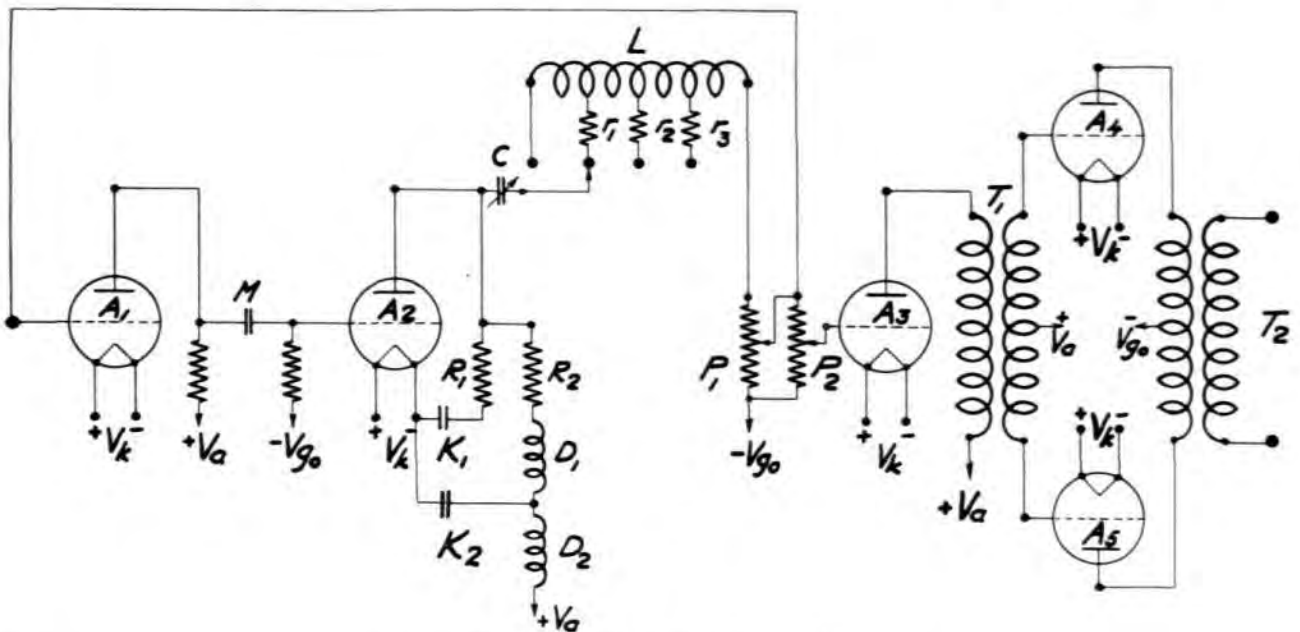 L
r₁ r₂ r₃
C
M
A₁
A₂
A₃
A₄
A₅
T₁
T₂
R₁
R₂
P₁
P₂
K₁
K₂
D₁
D₂
+Vk-
+Va
-Vg₀
+Vk-
+Va
-Vg₀
+Vk-
+Va
+Vk-
+Va
-Vg₀
+Vk-